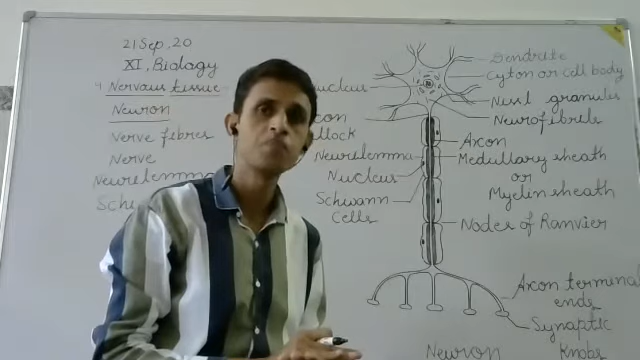 21 Sep, 20
XI, Biology
Nervous tissue
Neuron
Nerve fibres
Nerve
Neurilemma
Nucleus
Neurilemma
Nucleus
Schwann
Cells
Dendrite
Cyton or cell body
Nissl granules
Neurofibrils
Axon
Medullary sheath
or
Myelin sheath
Nodes of Ranvier
Axon terminal
ends
Synaptic
Knobs
Neuron